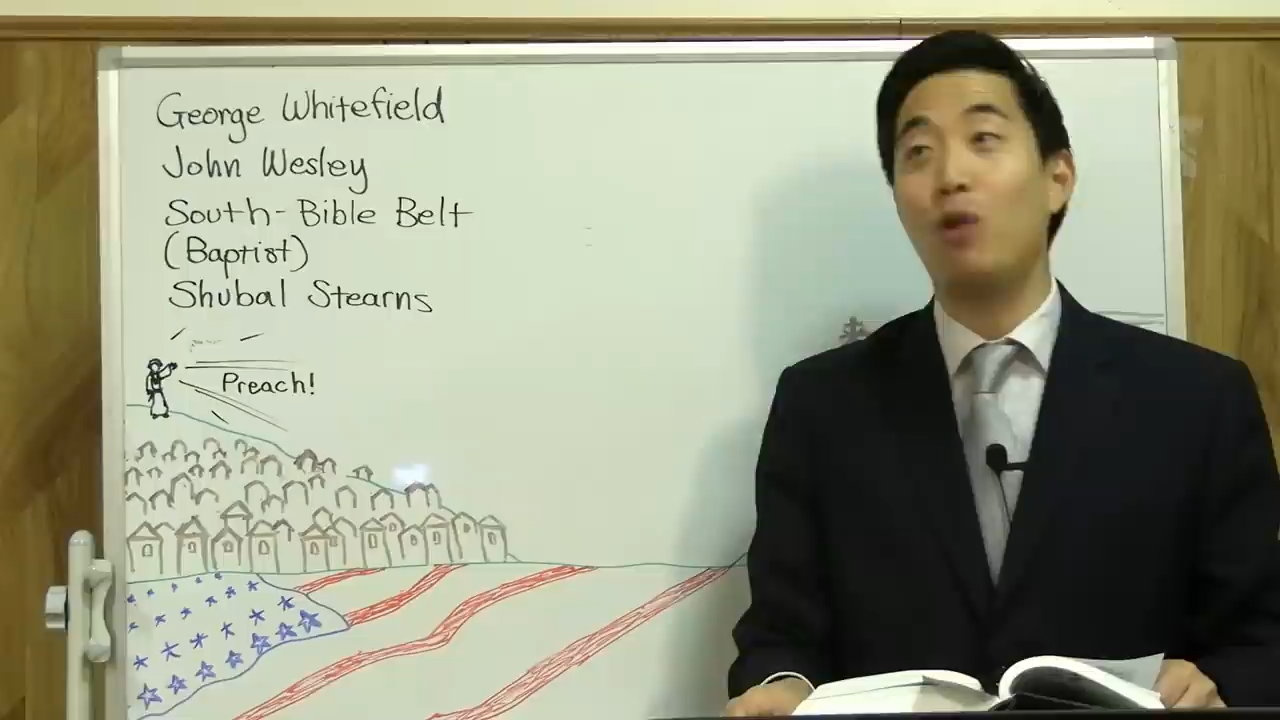 George Whitefield
John Wesley
South-Bible Belt
(Baptist)
Shubal Stearns
Preach!